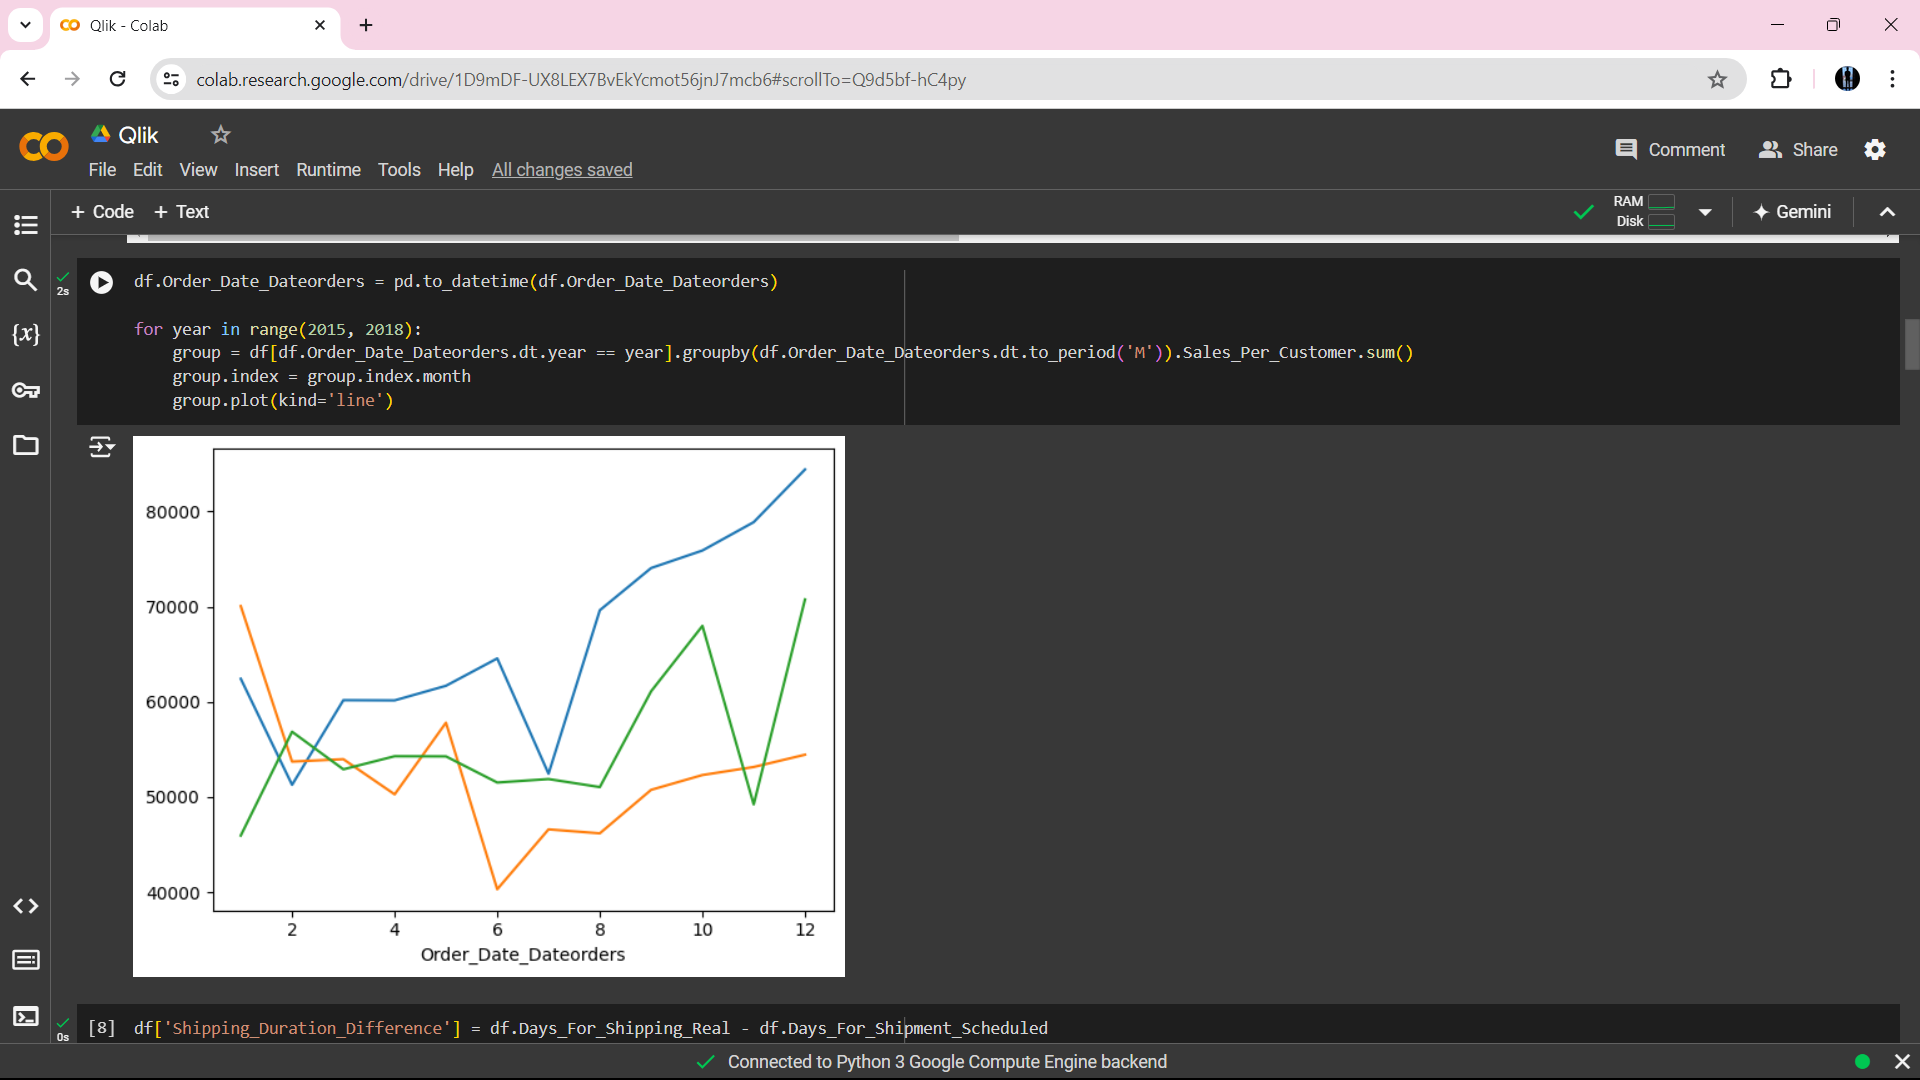 Qlik - Colab
colab.research.google.com/drive/1D9mDF-UX8LEX7BvEkYcmot56jnJ7mcb6#scrollTo=Q9d5bf-hC4py
CO
Qlik
File Edit View Insert Runtime Tools Help All changes saved
Comment Share
+ Code + Text
RAM
Disk
Gemini
2s
df.Order_Date_Dateorders = pd.to_datetime(df.Order_Date_Dateorders)
for year in range(2015, 2018):
group = df[df.Order_Date_Dateorders.dt.year == year].groupby(df.Order_Date_Dateorders.dt.to_period('M')).Sales_Per_Customer.sum()
group.index = group.index.month
group.plot(kind='line')
{x}
80000
70000
60000
50000
40000
2 4 6 8 10 12
Order_Date_Dateorders
0s
[8] df['Shipping_Duration_Difference'] = df.Days_For_Shipping_Real - df.Days_For_Shipment_Scheduled
Connected to Python 3 Google Compute Engine backend